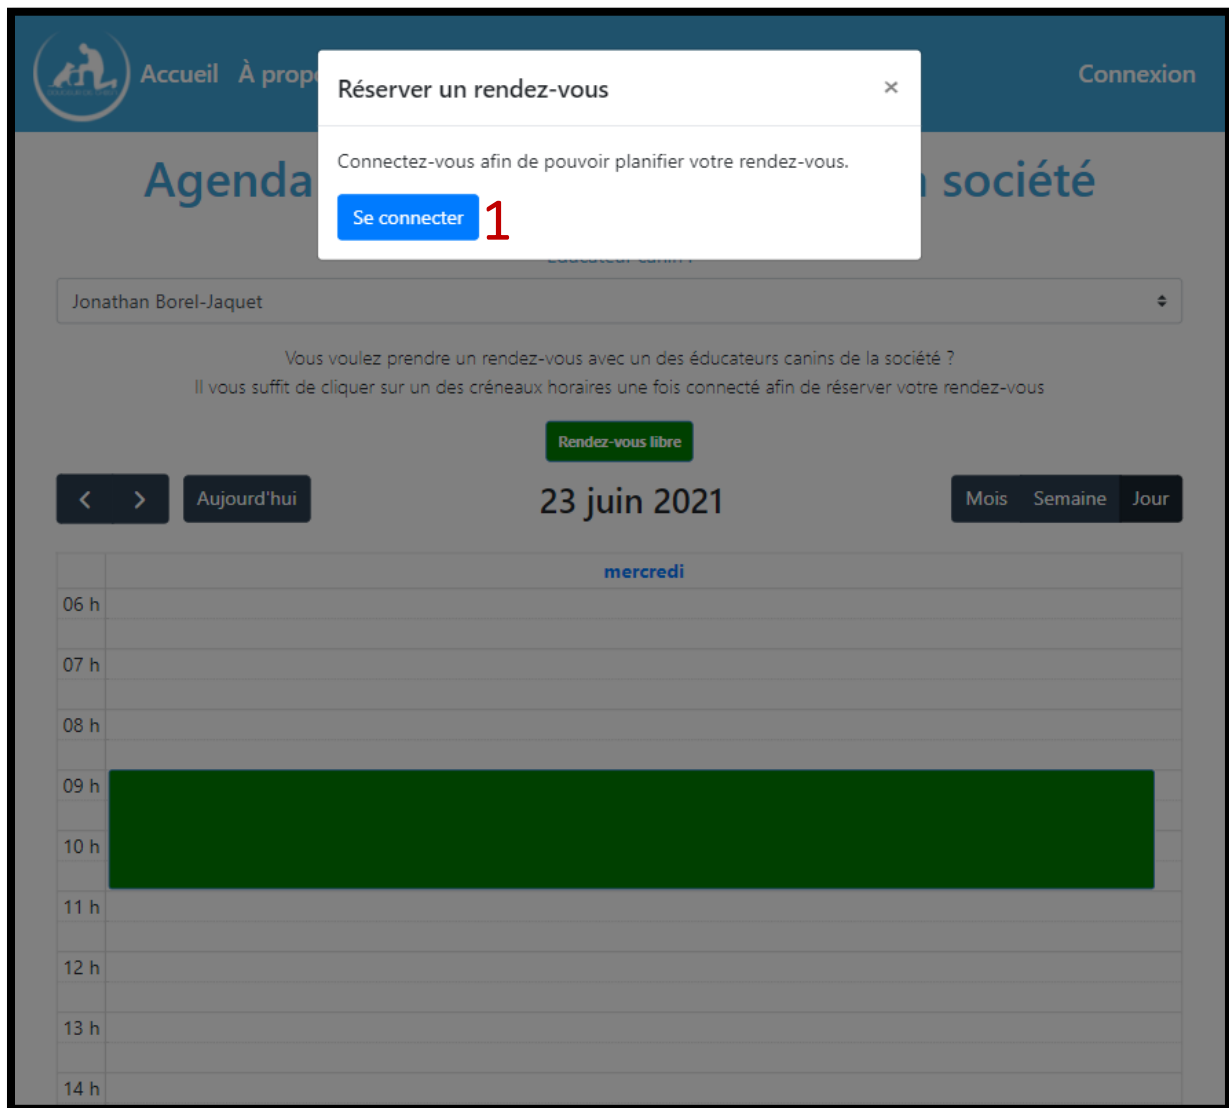 Accueil À prop
Connexion
Réserver un rendez-vous
×
Connectez-vous afin de pouvoir planifier votre rendez-vous.
Se connecter 1
Agenda société
Jonathan Borel-Jaquet
Vous voulez prendre un rendez-vous avec un des éducateurs canins de la société ?
Il vous suffit de cliquer sur un des créneaux horaires une fois connecté afin de réserver votre rendez-vous
Rendez-vous libre
Aujourd'hui
23 juin 2021
Mois Semaine Jour
mercredi
06 h
07 h
08 h
09 h
10 h
11 h
12 h
13 h
14 h